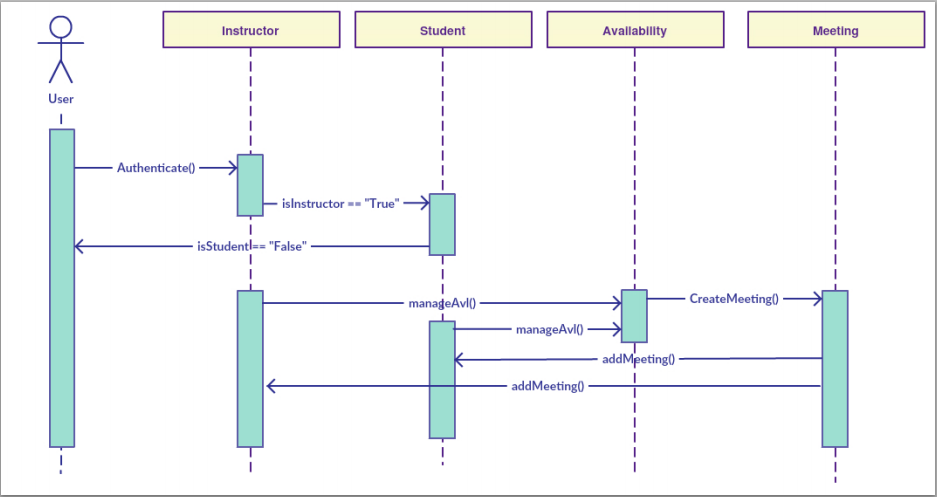 Instructor
Student
Availability
Meeting
User
Authenticate()
isInstructor == "True"
isStudent == "False"
manageAvl()
CreateMeeting()
manageAvl()
addMeeting()
addMeeting()